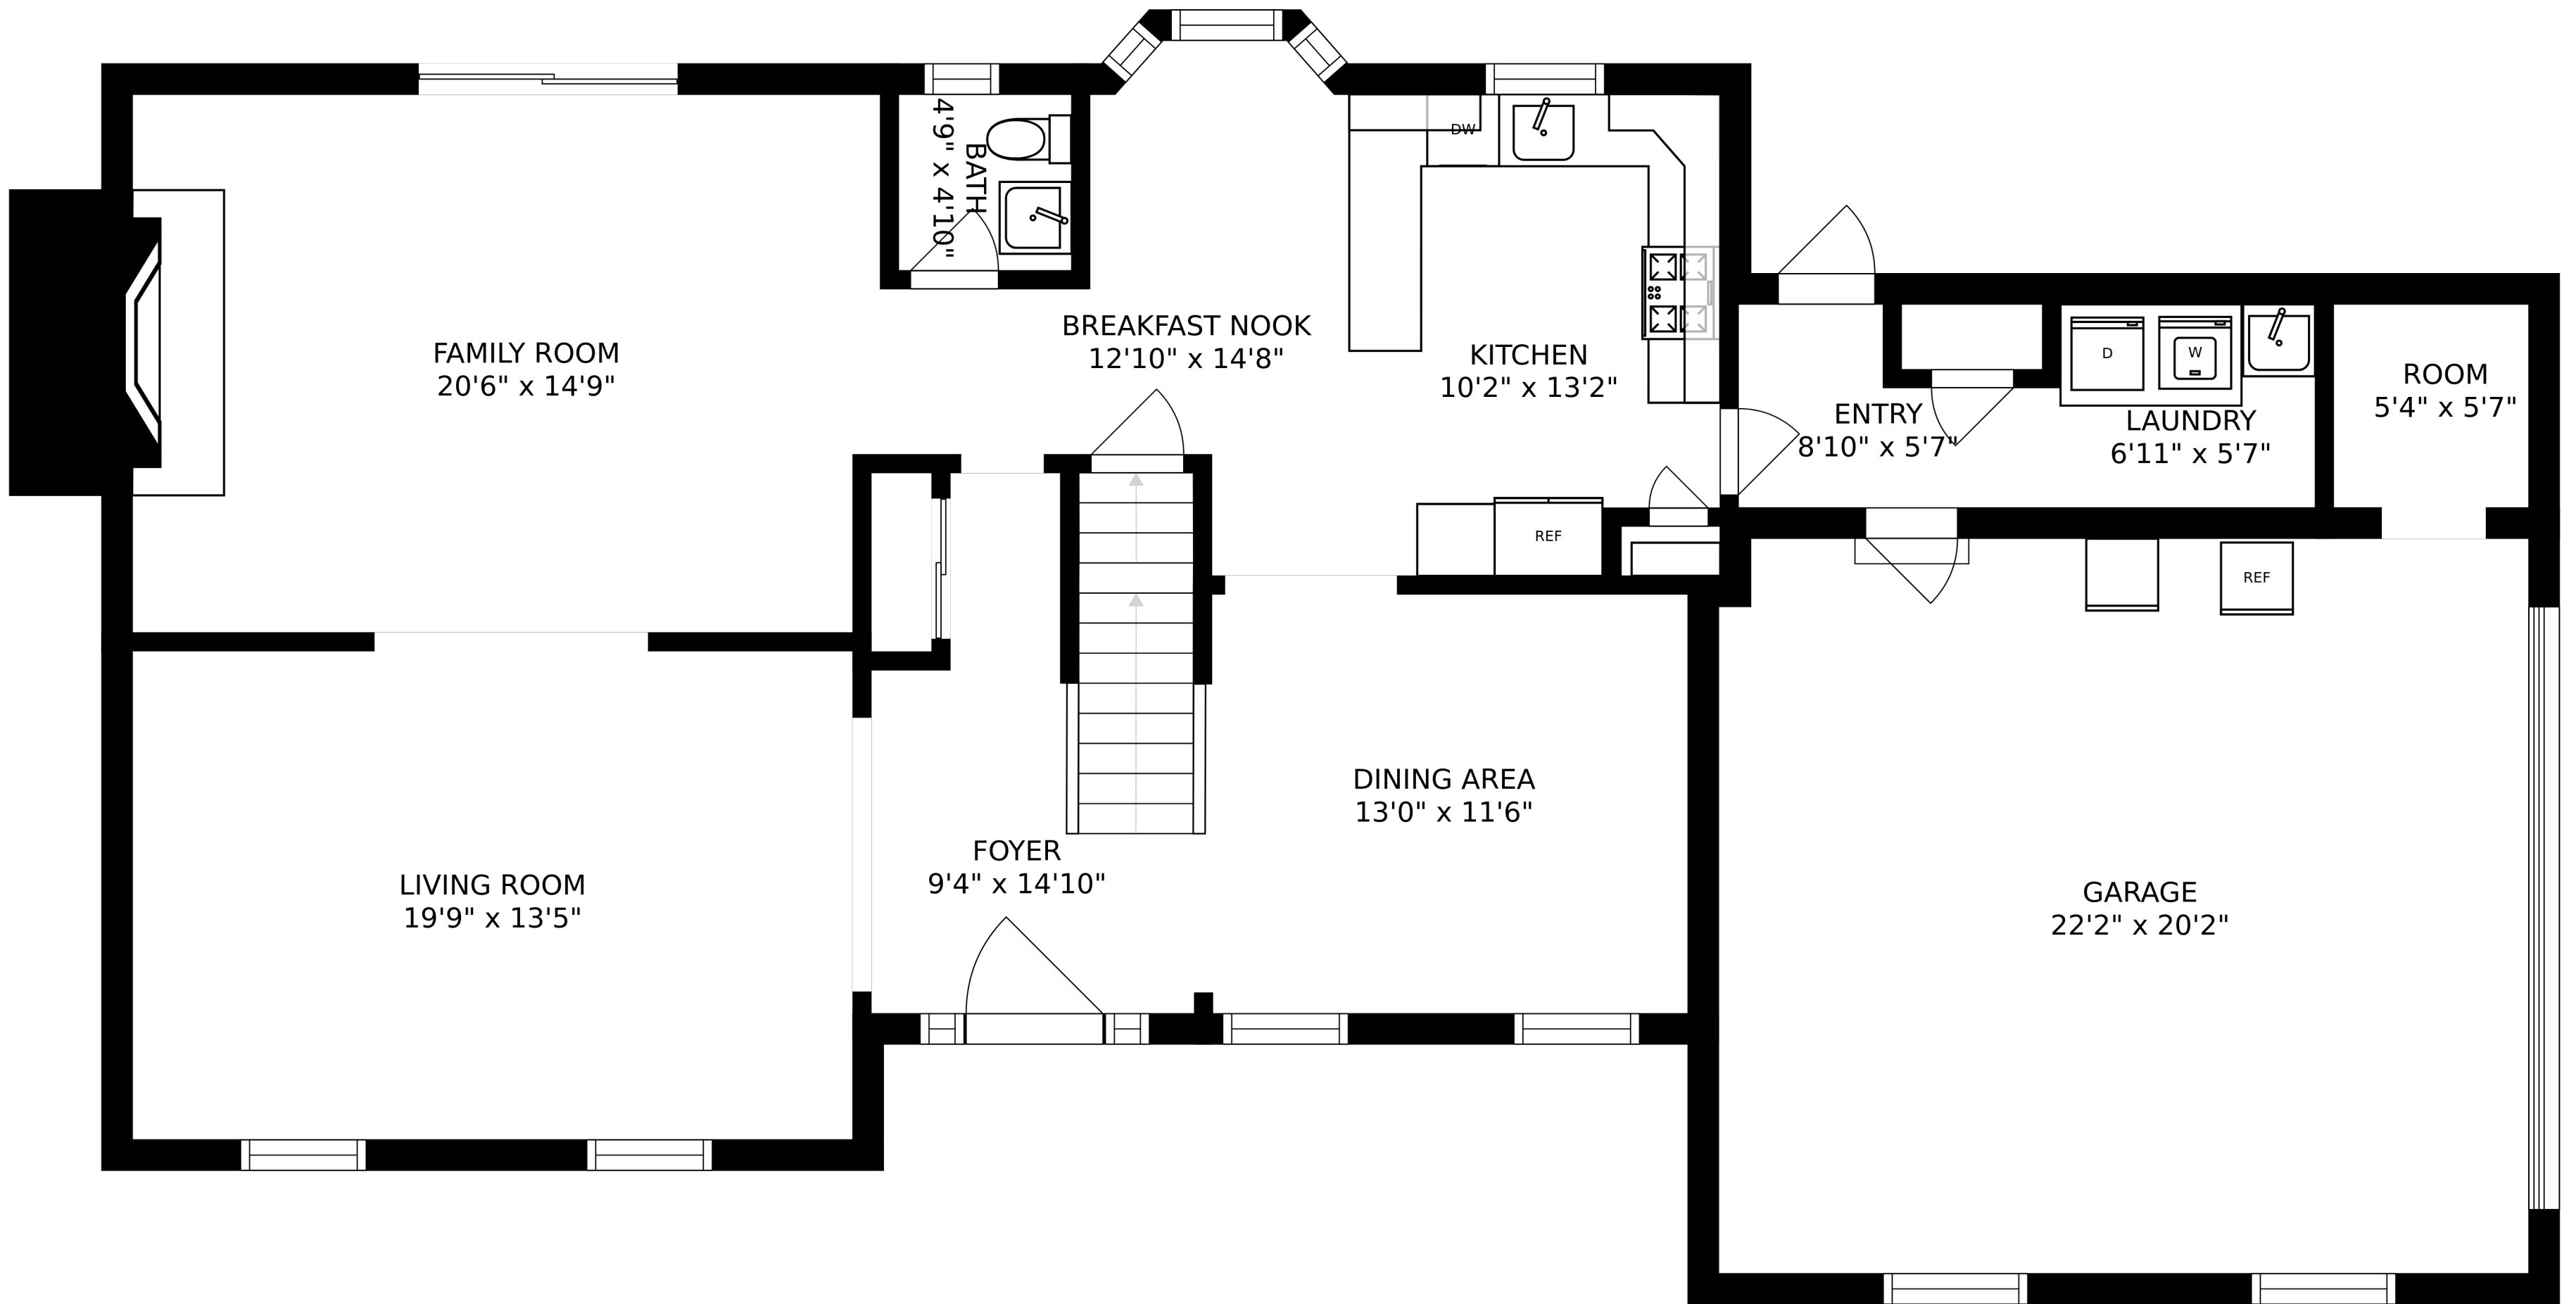 DW
4'9" x 4'10"
BATH
BREAKFAST NOOK
12'10" x 14'8"
FAMILY ROOM
20'6" x 14'9"
KITCHEN
10'2" x 13'2"
D
W
ROOM
5'4" x 5'7"
ENTRY
8'10" x 5'7"
LAUNDRY
6'11" x 5'7"
REF
REF
DINING AREA
13'0" x 11'6"
FOYER
9'4" x 14'10"
LIVING ROOM
19'9" x 13'5"
GARAGE
22'2" x 20'2"